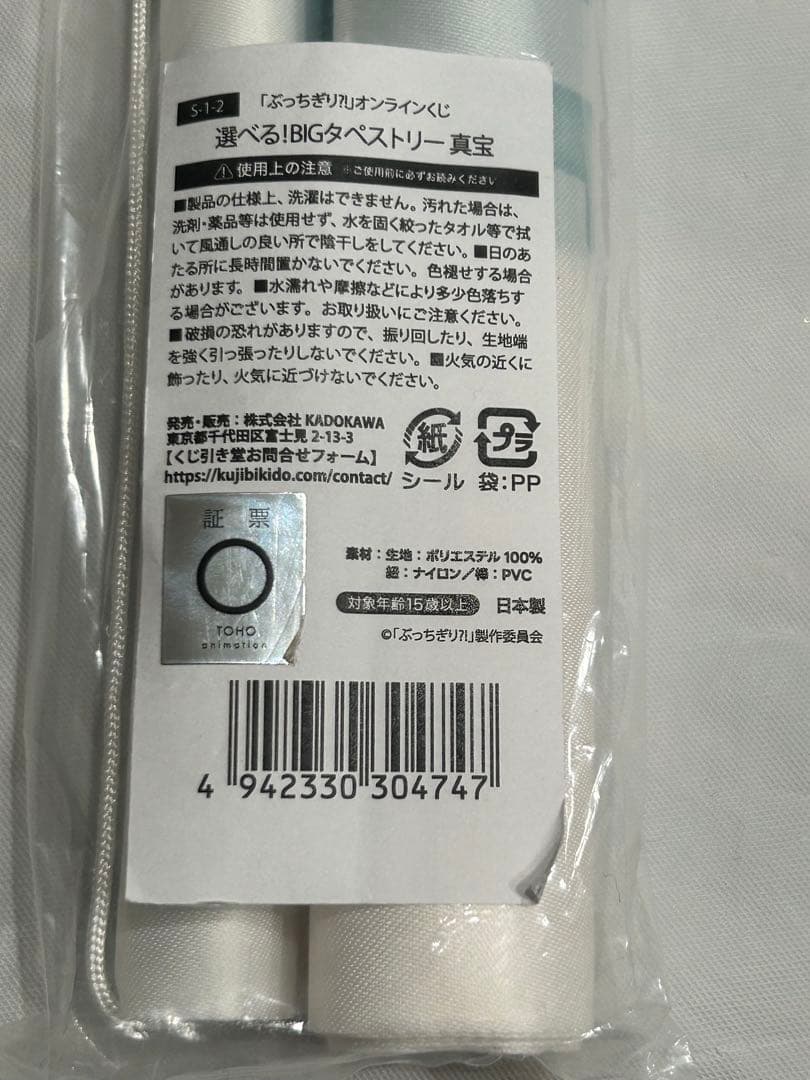 S-1-2 「ぶっちぎり?!」オンラインくじ
選べる!BIGタペストリー 真宝
使用上の注意 ※ご使用前に必ずお読みください
■製品の仕様上、洗濯はできません。汚れた場合は、
洗剤・薬品等は使用せず、水を固く絞ったタオル等で拭
いて風通しの良い所で陰干しをしてください。■日のあ
たる所に長時間置かないでください。色褪せする場合
があります。■水濡れや摩擦などにより多少色落ちす
る場合がございます。お取り扱いにご注意ください。
■破損の恐れがありますので、振り回したり、生地端
を強く引っ張ったりしないでください。■火気の近くに
飾ったり、火気に近づけないでください。
発売・販売：株式会社 KADOKAWA
東京都千代田区富士見 2-13-3
【くじ引き堂お問合せフォーム】
https://kujibikido.com/contact/
紙 プラ
シール 袋：PP
証 票
TOHO
animation
素材：生地：ポリエステル 100%
紐：ナイロン／棒：PVC
対象年齢15歳以上 日本製
©「ぶっちぎり?!」製作委員会
4 942330 304747